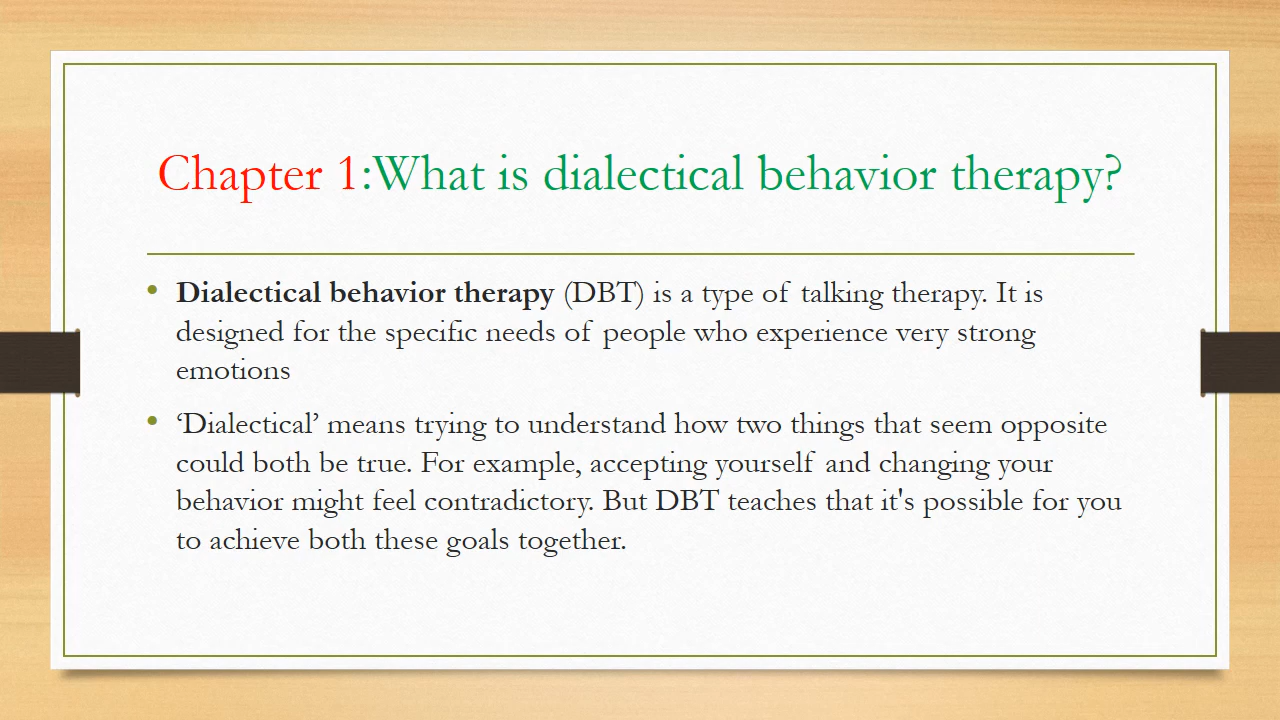 Chapter 1:What is dialectical behavior therapy?
• Dialectical behavior therapy (DBT) is a type of talking therapy. It is
designed for the specific needs of people who experience very strong
emotions
• ‘Dialectical’ means trying to understand how two things that seem opposite
could both be true. For example, accepting yourself and changing your
behavior might feel contradictory. But DBT teaches that it's possible for you
to achieve both these goals together.